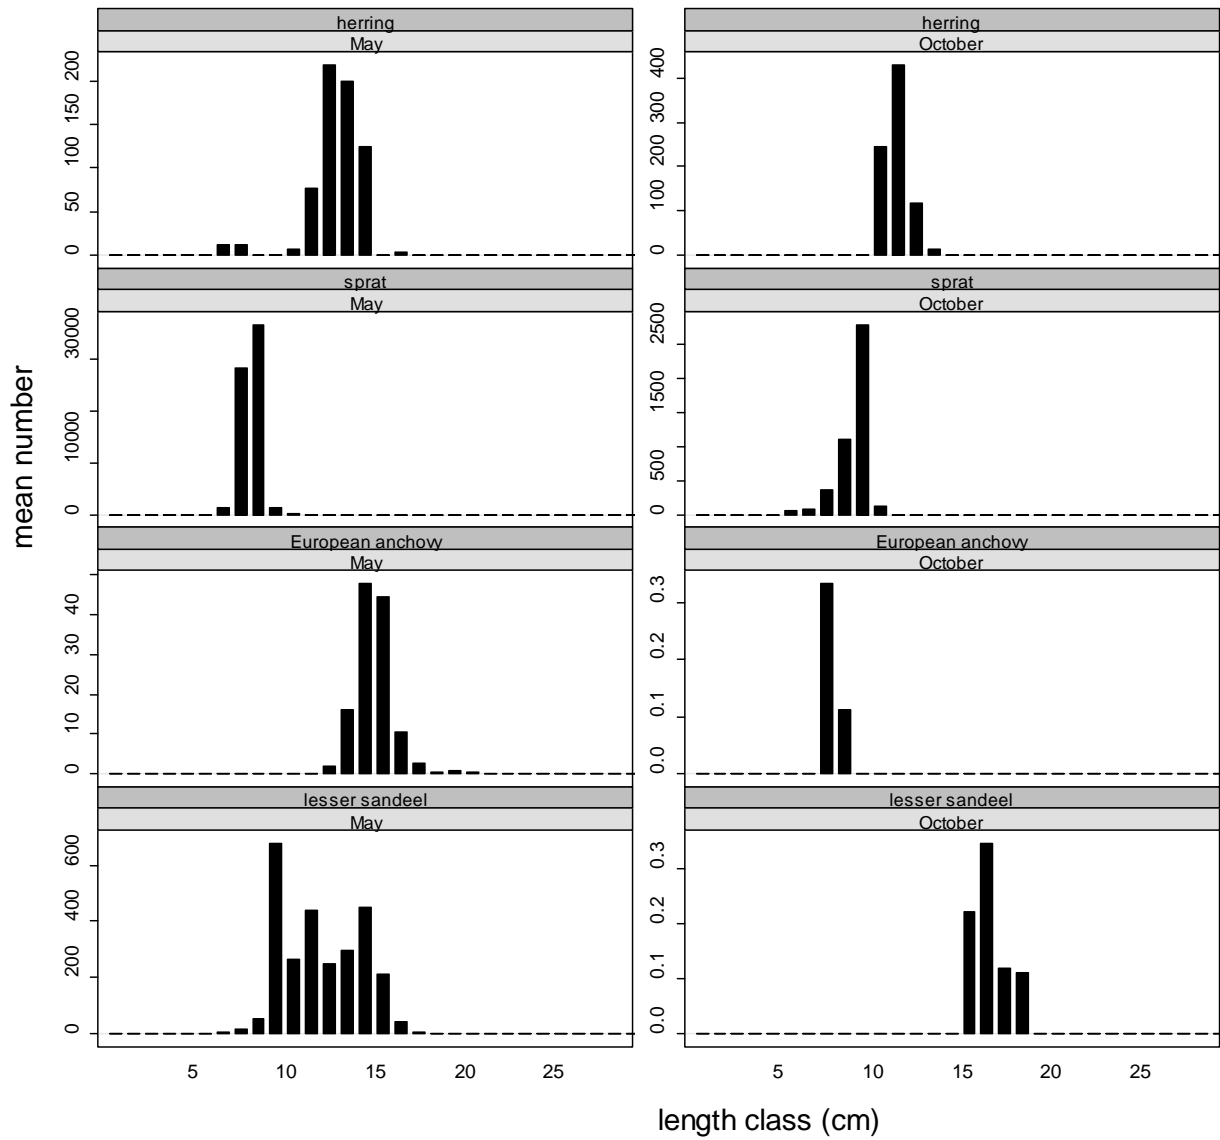 herring
May
200
150
100
50
0
herring
October
400
300
200
100
0
sprat
May
30000
10000
0
sprat
October
2500
1500
500
0
mean number
European anchovy
May
40
30
20
10
0
European anchovy
October
0.3
0.2
0.1
0.0
lesser sandeel
May
600
400
200
0
lesser sandeel
October
0.3
0.2
0.1
0.0
5 10 15 20 25
5 10 15 20 25
length class (cm)